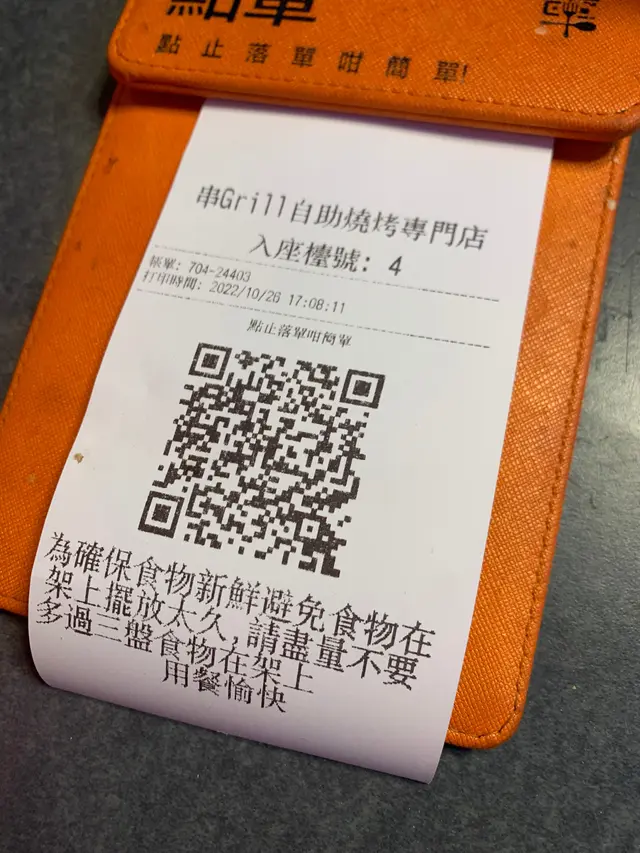 點單
點止落單咁簡單!
串Grill自助燒烤專門店
入座檯號: 4
帳單: 704-24403
打印時間: 2022/10/26 17:08:11
點止落單咁簡單
為確保食物新鮮避免食物在
架上擺放太久,請盡量不要
多過三盤食物在架上
用餐愉快